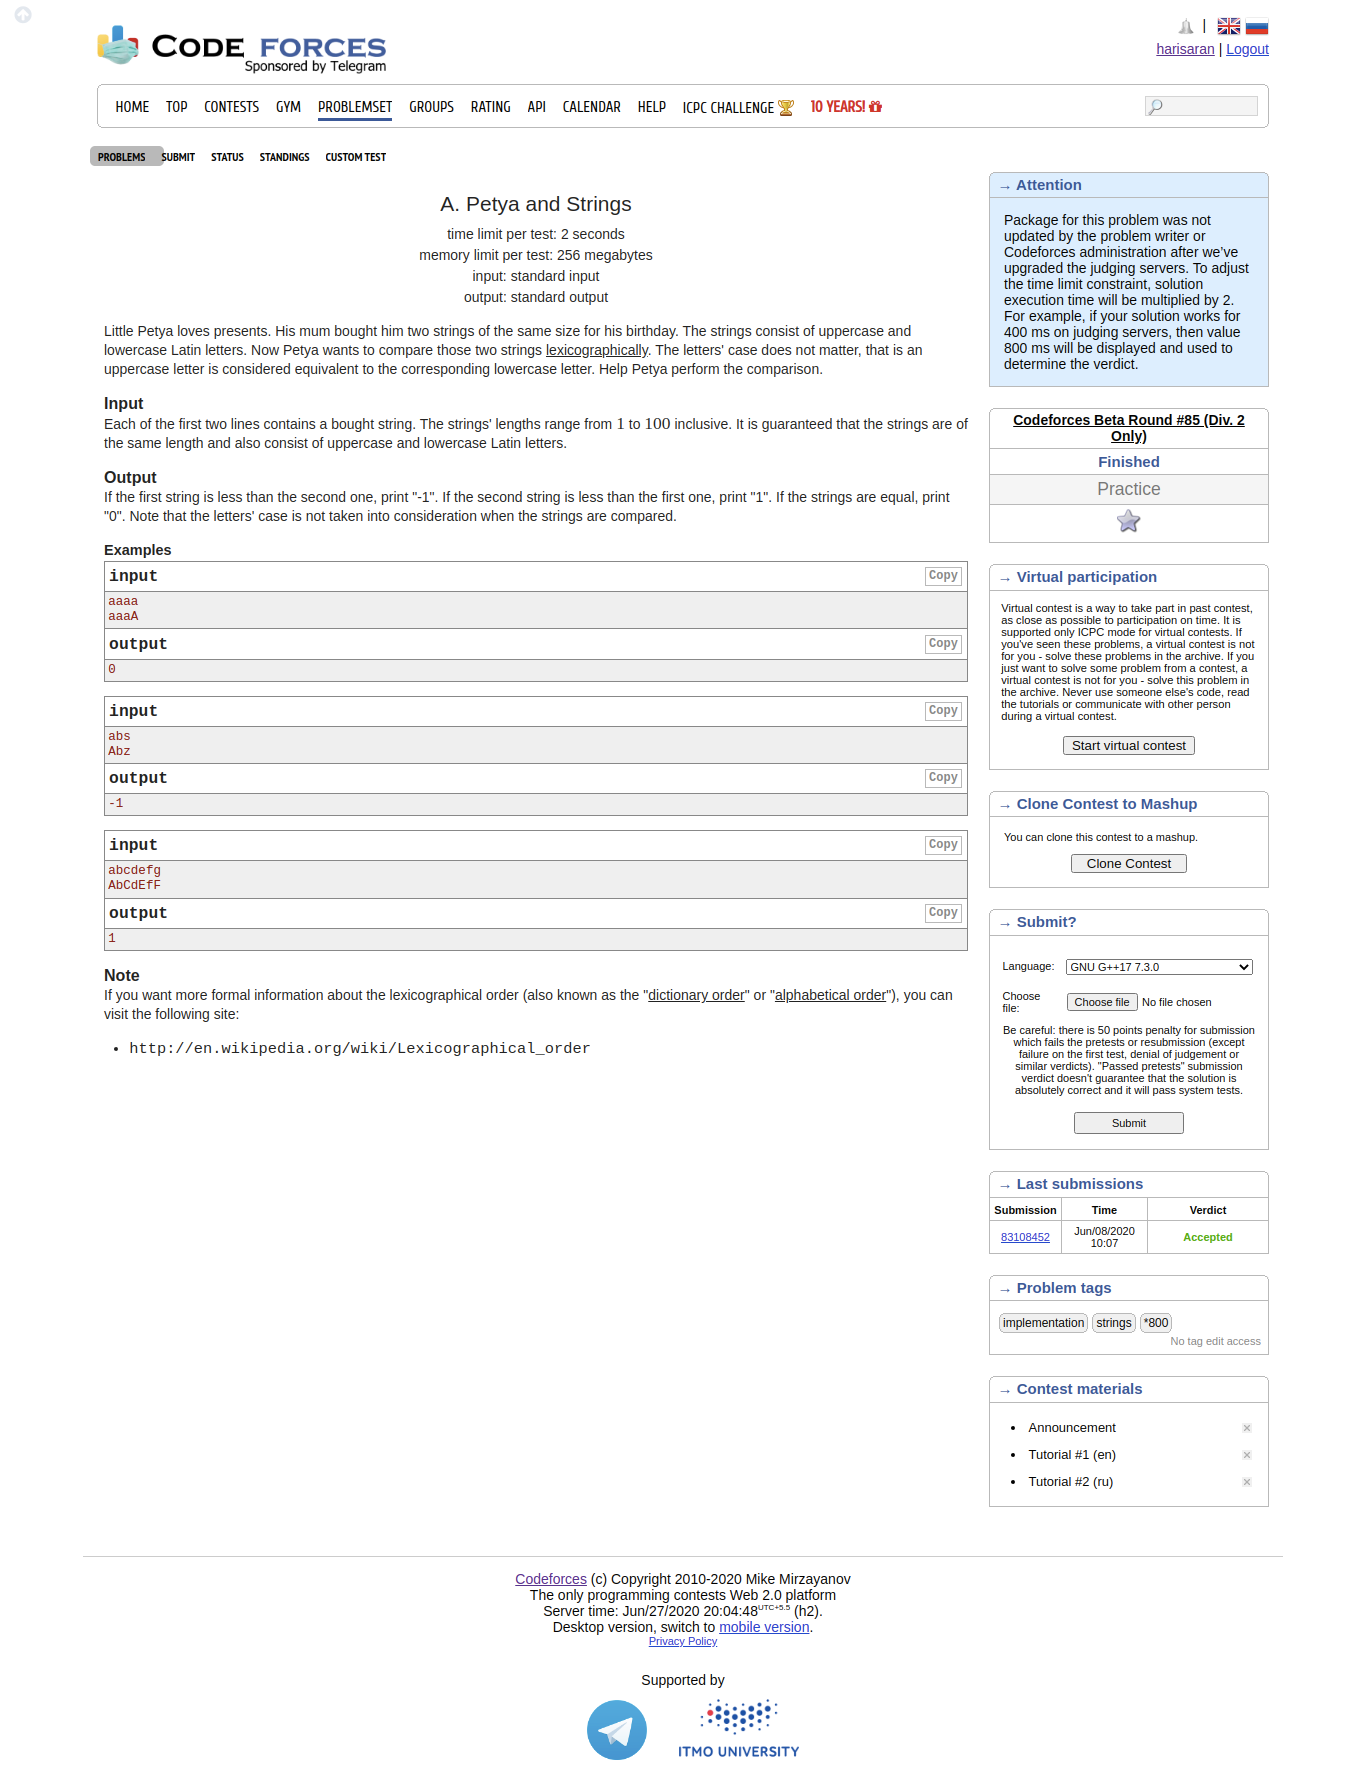 CODE FORCES
Sponsored by Telegram
|
harisaran | Logout
HOME TOP CONTESTS GYM PROBLEMSET GROUPS RATING API CALENDAR HELP ICPC CHALLENGE 10 YEARS!
PROBLEMS SUBMIT STATUS STANDINGS CUSTOM TEST
A. Petya and Strings
time limit per test: 2 seconds
memory limit per test: 256 megabytes
input: standard input
output: standard output
Little Petya loves presents. His mum bought him two strings of the same size for his birthday. The strings consist of uppercase and
lowercase Latin letters. Now Petya wants to compare those two strings lexicographically. The letters' case does not matter, that is an
uppercase letter is considered equivalent to the corresponding lowercase letter. Help Petya perform the comparison.
Input
Each of the first two lines contains a bought string. The strings' lengths range from 1 to 100 inclusive. It is guaranteed that the strings are of
the same length and also consist of uppercase and lowercase Latin letters.
Output
If the first string is less than the second one, print "-1". If the second string is less than the first one, print "1". If the strings are equal, print
"0". Note that the letters' case is not taken into consideration when the strings are compared.
Examples
input Copy
aaaa
aaaA
output Copy
0
input Copy
abs
Abz
output Copy
-1
input Copy
abcdefg
AbCdEfF
output Copy
1
Note
If you want more formal information about the lexicographical order (also known as the "dictionary order" or "alphabetical order"), you can
visit the following site:
• http://en.wikipedia.org/wiki/Lexicographical_order
→ Attention
Package for this problem was not
updated by the problem writer or
Codeforces administration after we've
upgraded the judging servers. To adjust
the time limit constraint, solution
execution time will be multiplied by 2.
For example, if your solution works for
400 ms on judging servers, then value
800 ms will be displayed and used to
determine the verdict.
Codeforces Beta Round #85 (Div. 2
Only)
Finished
Practice
→ Virtual participation
Virtual contest is a way to take part in past contest,
as close as possible to participation on time. It is
supported only ICPC mode for virtual contests. If
you've seen these problems, a virtual contest is not
for you - solve these problems in the archive. If you
just want to solve some problem from a contest, a
virtual contest is not for you - solve this problem in
the archive. Never use someone else's code, read
the tutorials or communicate with other person
during a virtual contest.
Start virtual contest
→ Clone Contest to Mashup
You can clone this contest to a mashup.
Clone Contest
→ Submit?
Language: GNU G++17 7.3.0
Choose
file: Choose file No file chosen
Be careful: there is 50 points penalty for submission
which fails the pretests or resubmission (except
failure on the first test, denial of judgement or
similar verdicts). "Passed pretests" submission
verdict doesn't guarantee that the solution is
absolutely correct and it will pass system tests.
Submit
→ Last submissions
Submission Time Verdict
83108452 Jun/08/2020
10:07 Accepted
→ Problem tags
implementation strings *800
No tag edit access
→ Contest materials
• Announcement
• Tutorial #1 (en)
• Tutorial #2 (ru)
Codeforces (c) Copyright 2010-2020 Mike Mirzayanov
The only programming contests Web 2.0 platform
Server time: Jun/27/2020 20:04:48UTC+5.5 (h2).
Desktop version, switch to mobile version.
Privacy Policy
Supported by
ITMO UNIVERSITY